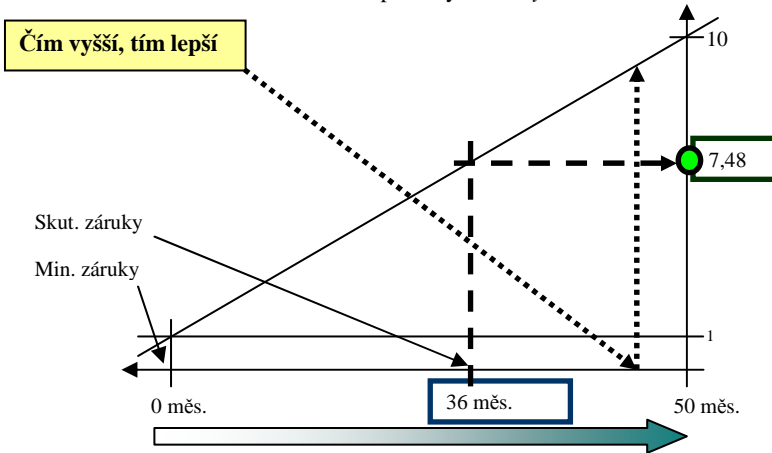 Čím vyšší, tím lepší
10
7,48
Skut. záruky
Min. záruky
1
0 měs.
36 měs.
50 měs.